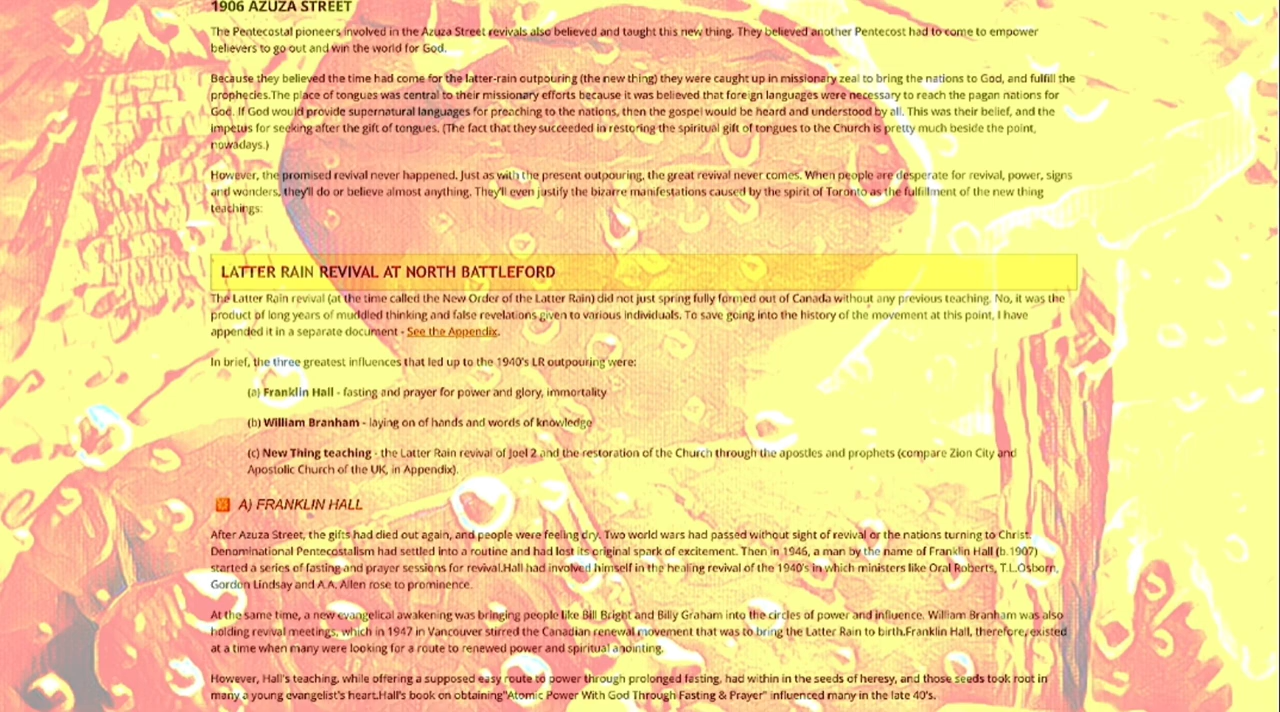 1906 AZUZA STREET
The Pentecostal pioneers involved in the Azuza Street revivals also believed and taught this new thing. They believed another Pentecost had to come to empower
believers to go out and win the world for God.
Because they believed the time had come for the latter-rain outpouring (the new thing) they were caught up in missionary zeal to bring the nations to God, and fulfill the
prophecies.The place of tongues was central to their missionary efforts because it was believed that foreign languages were necessary to reach the pagan nations for
God. If God would provide supernatural languages for preaching to the nations, then the gospel would be heard and understood by all. This was their belief, and the
impetus for seeking after the gift of tongues. (The fact that they succeeded in restoring the spiritual gift of tongues to the Church is pretty much beside the point,
nowadays.)
However, the promised revival never happened. Just as with the present outpouring, the great revival never comes. When people are desperate for revival, power, signs
and wonders, they'll do or believe almost anything. They'll even justify the bizarre manifestations caused by the spirit of Toronto as the fulfillment of the new thing
teachings:
LATTER RAIN REVIVAL AT NORTH BATTLEFORD
The Latter Rain revival (at the time called the New Order of the Latter Rain) did not just spring fully formed out of Canada without any previous teaching. No, it was the
product of long years of muddled thinking and false revelations given to various individuals. To save going into the history of the movement at this point, I have
appended it in a separate document - See the Appendix.
In brief, the three greatest influences that led up to the 1940's LR outpouring were:
(a) Franklin Hall - fasting and prayer for power and glory, immortality
(b) William Branham - laying on of hands and words of knowledge
(c) New Thing teaching - the Latter Rain revival of Joel 2 and the restoration of the Church through the apostles and prophets (compare Zion City and
Apostolic Church of the UK, in Appendix).
A) FRANKLIN HALL
After Azuza Street, the gifts had died out again, and people were feeling dry. Two world wars had passed without sight of revival or the nations turning to Christ.
Denominational Pentecostalism had settled into a routine and had lost its original spark of excitement. Then in 1946, a man by the name of Franklin Hall (b.1907)
started a series of fasting and prayer sessions for revival.Hall had involved himself in the healing revival of the 1940's in which ministers like Oral Roberts, T.L.Osborn,
Gordon Lindsay and A.A. Allen rose to prominence.
At the same time, a new evangelical awakening was bringing people like Bill Bright and Billy Graham into the circles of power and influence. William Branham was also
holding revival meetings, which in 1947 in Vancouver stirred the Canadian renewal movement that was to bring the Latter Rain to birth.Franklin Hall, therefore, existed
at a time when many were looking for a route to renewed power and spiritual anointing.
However, Hall's teaching, while offering a supposed easy route to power through prolonged fasting, had within in the seeds of heresy, and those seeds took root in
many a young evangelist's heart.Hall's book on obtaining"Atomic Power With God Through Fasting & Prayer" influenced many in the late 40's.